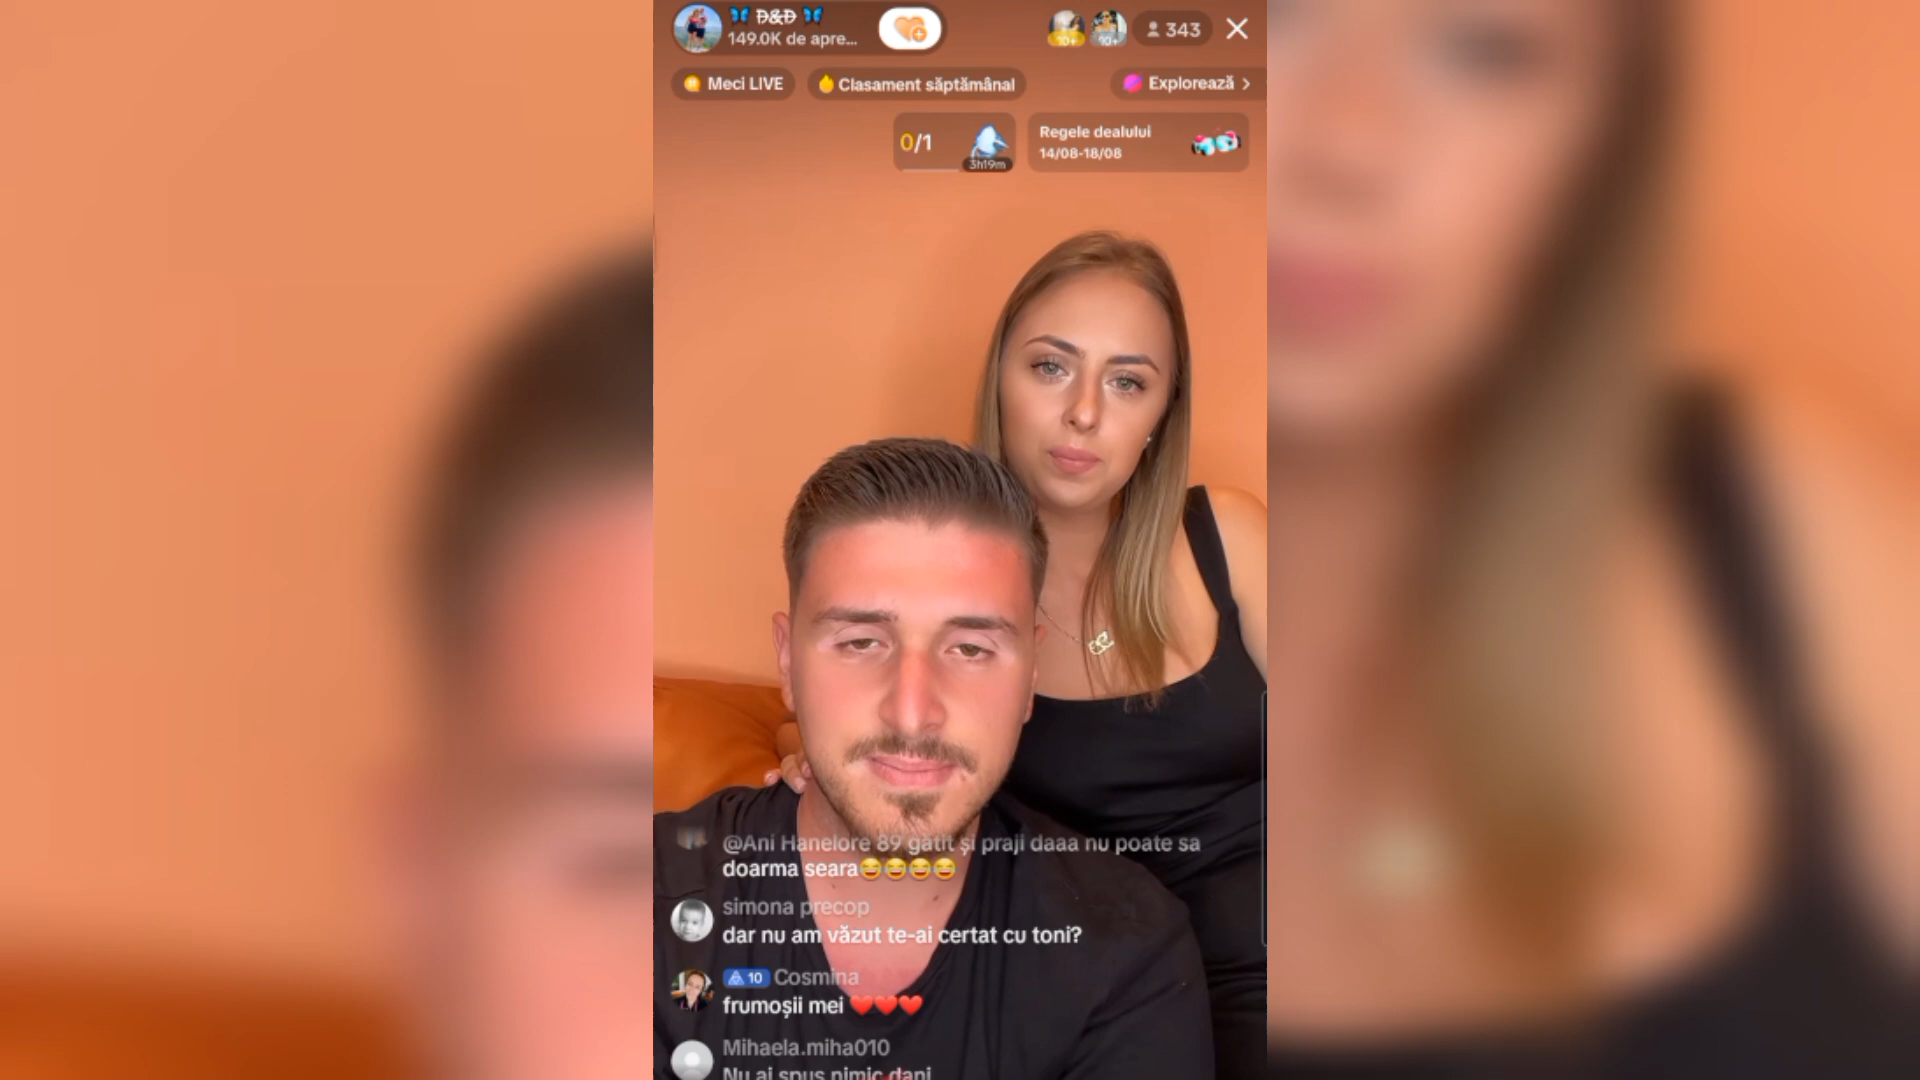 D&D
149.0K de apre...
10+
10+
343
Meci LIVE
Clasament săptămânal
Explorează >
0/1
3h19m
Regele dealului
14/08-18/08
@Ani Hanelore 89 gatit și praji daaa nu poate sa
doarma seara😂😂😂😂
simona precop
dar nu am văzut te-ai certat cu toni?
10 Cosmina
frumoșii mei ❤️❤️❤️
Mihaela.miha010
Nu ai spus nimic dani